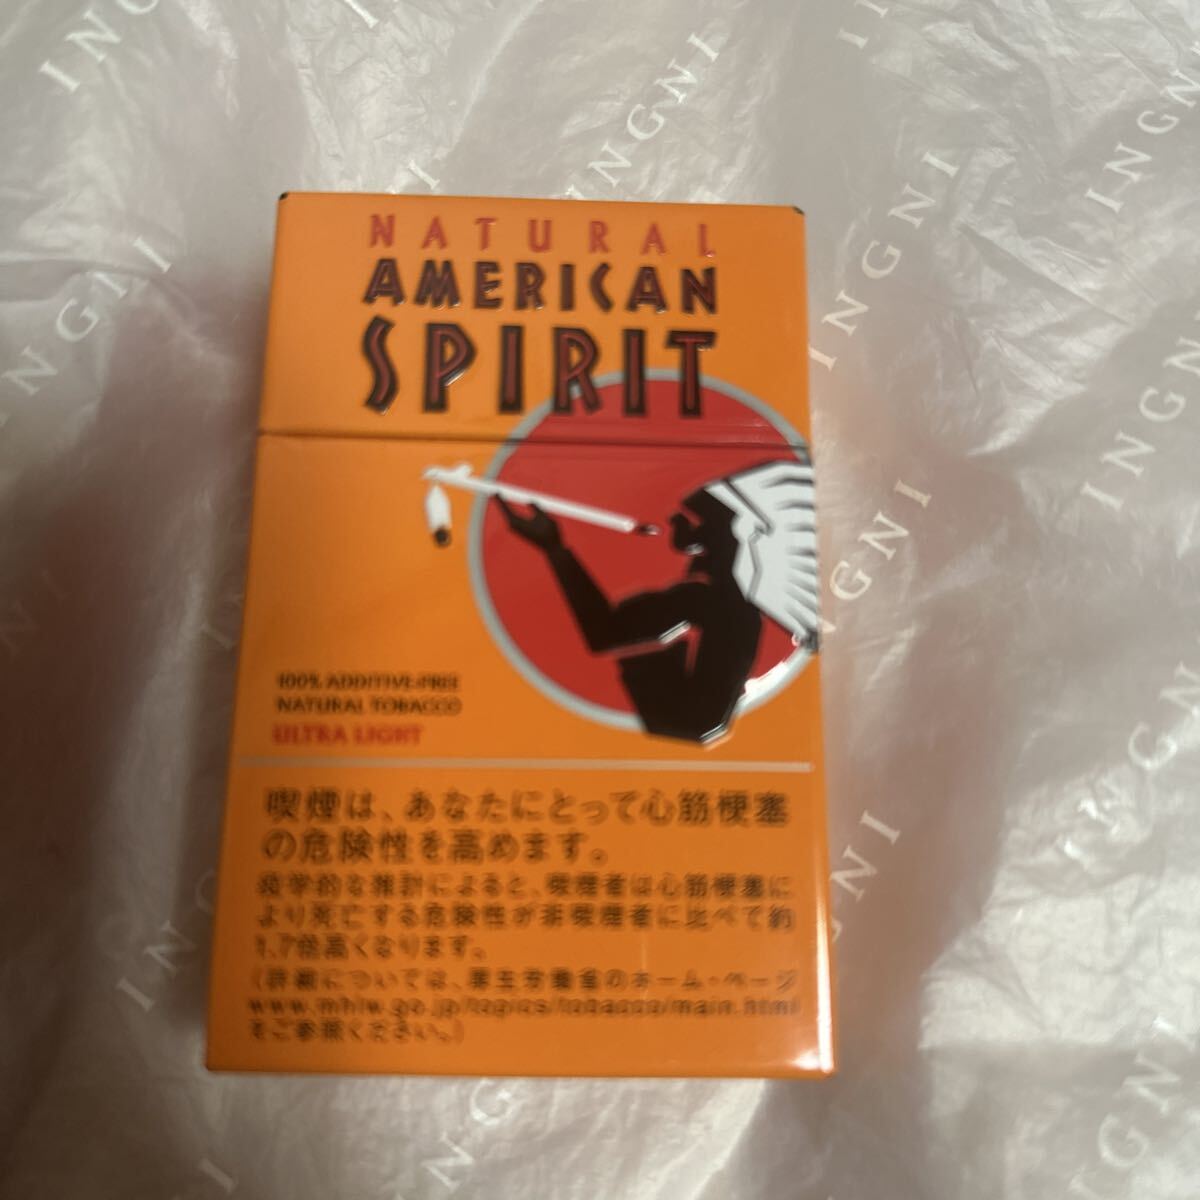 NATURAL
AMERICAN
SPIRIT
100% ADDITIVE-FREE
NATURAL TOBACCO
ULTRA LIGHT
喫煙は、あなたにとって心筋梗塞
の危険性を高めます。
疫学的な推計によると、喫煙者は心筋梗塞に
より死亡する危険性が非喫煙者に比べて約
1.7倍高くなります。
(詳細については、厚生労働省のホーム・ページ
www.mhlw.go.jp/topics/tobacco/main.html
をご参照ください。)
INGNI
INGNI
INGNI
INGNI
INGNI
INGNI
INGNI
INGNI
INGNI